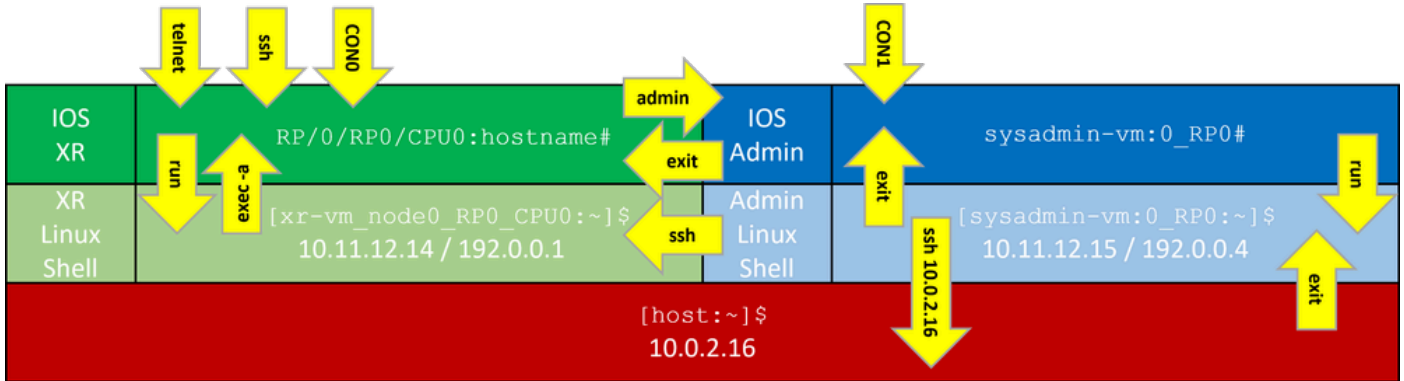 telnet
ssh
CON0
CON1
IOS
XR
RP/0/RP0/CPU0:hostname#
admin
exit
IOS
Admin
sysadmin-vm:0_RP0#
run
exec -a
exit
run
XR
Linux
Shell
[xr-vm_node0_RP0_CPU0:~]$
10.11.12.14 / 192.0.0.1
ssh
Admin
Linux
Shell
[sysadmin-vm:0_RP0:~]$
10.11.12.15 / 192.0.0.4
ssh 10.0.2.16
exit
[host:~]$
10.0.2.16